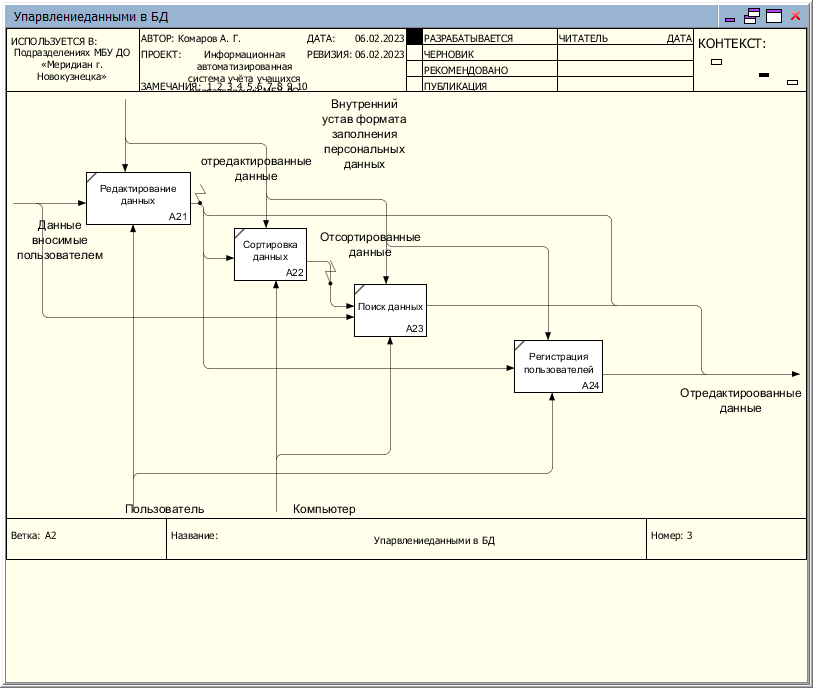 Упарвлениеданными в БД
ИСПОЛЬЗУЕТСЯ В:
Подразделениях МБУ ДО
«Меридиан г.
Новокузнецка»
АВТОР: Комаров А. Г.
ДАТА: 06.02.2023
ПРОЕКТ: Информационная
автоматизированная
система учёта учащихся
РЕВИЗИЯ: 06.02.2023
ЗАМЕЧАНИЯ: 1 2 3 4 5 6 7 8 9 10
РАЗРАБАТЫВАЕТСЯ
ЧЕРНОВИК
РЕКОМЕНДОВАНО
ПУБЛИКАЦИЯ
ЧИТАТЕЛЬ ДАТА
КОНТЕКСТ:
Внутренний
устав формата
заполнения
персональных
данных
отредактированные
данные
Редактирование
данных
A21
Данные
вносимые
пользователем
Сортировка
данных
A22
Отсортированные
данные
Поиск данных
A23
Регистрация
пользователей
A24
Отредактироованные
данные
Пользователь
Компьютер
Ветка: A2
Название:
Упарвлениеданными в БД
Номер: 3